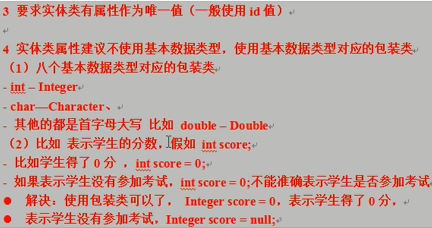 3 要求实体类有属性作为唯一值（一般使用 id 值）
4 实体类属性建议不使用基本数据类型，使用基本数据类型对应的包装类
（1）八个基本数据类型对应的包装类
- int – Integer
- char—Character、
- 其他的都是首字母大写 比如 double – Double
（2）比如 表示学生的分数，假如 int score;
- 比如学生得了 0 分 ，int score = 0;
- 如果表示学生没有参加考试，int score = 0;不能准确表示学生是否参加考试
● 解决：使用包装类可以了， Integer score = 0，表示学生得了 0 分，
● 表示学生没有参加考试，Integer score = null;